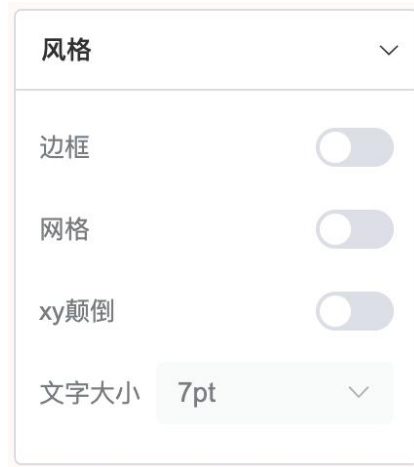 风格
边框
网格
xy颠倒
文字大小 7pt